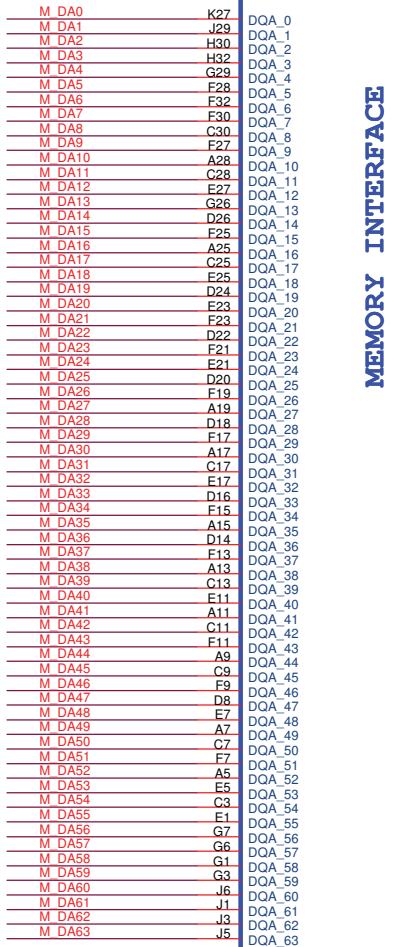 M_DA0 K27 DQA_0
M_DA1 J29 DQA_1
M_DA2 H30 DQA_2
M_DA3 H32 DQA_3
M_DA4 G29 DQA_4
M_DA5 F28 DQA_5
M_DA6 F32 DQA_6
M_DA7 F30 DQA_7
M_DA8 C30 DQA_8
M_DA9 F27 DQA_9
M_DA10 A28 DQA_10
M_DA11 C28 DQA_11
M_DA12 E27 DQA_12
M_DA13 G26 DQA_13
M_DA14 D26 DQA_14
M_DA15 F25 DQA_15
M_DA16 A25 DQA_16
M_DA17 C25 DQA_17
M_DA18 E25 DQA_18
M_DA19 D24 DQA_19
M_DA20 E23 DQA_20
M_DA21 F23 DQA_21
M_DA22 D22 DQA_22
M_DA23 F21 DQA_23
M_DA24 E21 DQA_24
M_DA25 D20 DQA_25
M_DA26 F19 DQA_26
M_DA27 A19 DQA_27
M_DA28 D18 DQA_28
M_DA29 F17 DQA_29
M_DA30 A17 DQA_30
M_DA31 C17 DQA_31
M_DA32 E17 DQA_32
M_DA33 D16 DQA_33
M_DA34 F15 DQA_34
M_DA35 A15 DQA_35
M_DA36 D14 DQA_36
M_DA37 F13 DQA_37
M_DA38 A13 DQA_38
M_DA39 C13 DQA_39
M_DA40 E11 DQA_40
M_DA41 A11 DQA_41
M_DA42 C11 DQA_42
M_DA43 F11 DQA_43
M_DA44 A9 DQA_44
M_DA45 C9 DQA_45
M_DA46 F9 DQA_46
M_DA47 D8 DQA_47
M_DA48 E7 DQA_48
M_DA49 A7 DQA_49
M_DA50 C7 DQA_50
M_DA51 F7 DQA_51
M_DA52 A5 DQA_52
M_DA53 E5 DQA_53
M_DA54 C3 DQA_54
M_DA55 E1 DQA_55
M_DA56 G7 DQA_56
M_DA57 G6 DQA_57
M_DA58 G1 DQA_58
M_DA59 G3 DQA_59
M_DA60 J6 DQA_60
M_DA61 J1 DQA_61
M_DA62 J3 DQA_62
M_DA63 J5 DQA_63
MEMORY INTERFACE